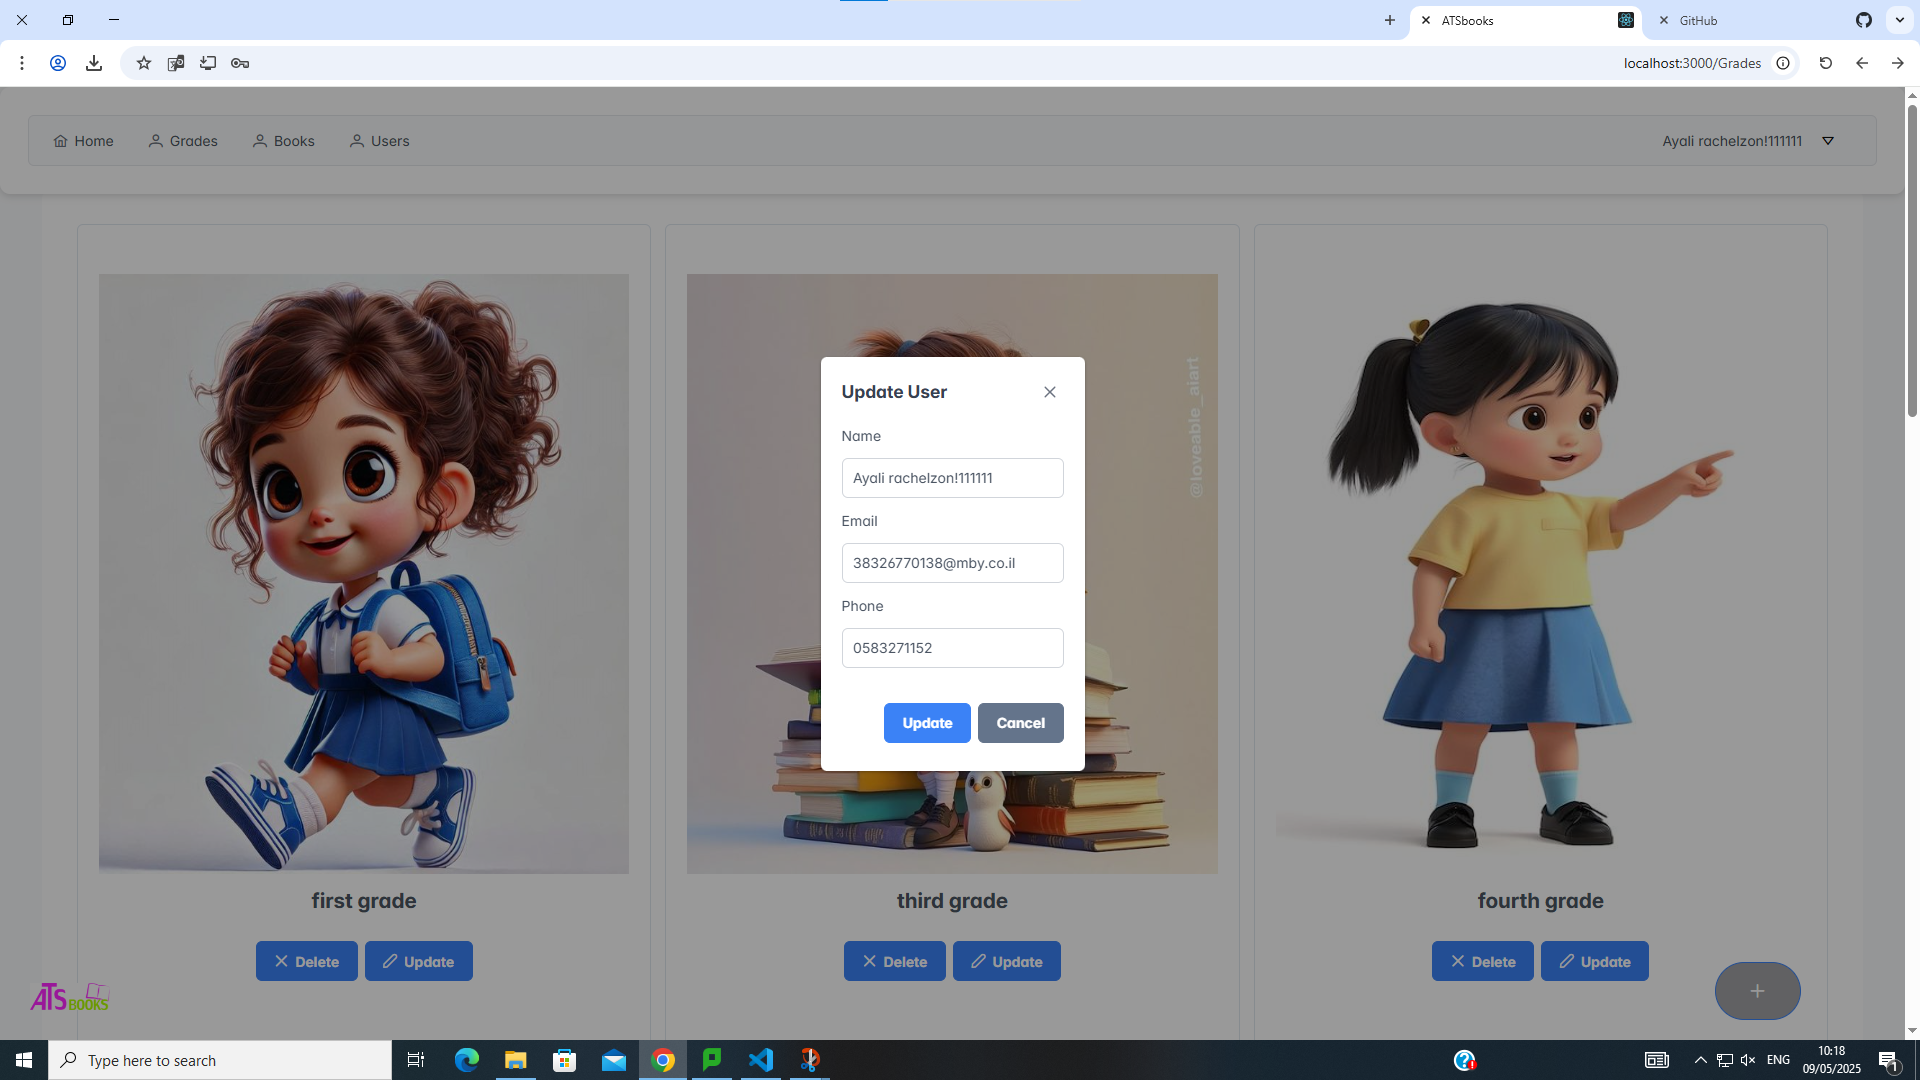 ATSbooks
GitHub
localhost:3000/Grades
Home
Grades
Books
Users
Ayali rachelzon!111111
@loveable_aiart
Update User
Name
Ayali rachelzon!111111
Email
38326770138@mby.co.il
Phone
0583271152
Update
Cancel
first grade
third grade
fourth grade
Delete
Update
Delete
Update
Delete
Update
ATS BOOKS
Type here to search
ENG
10:18
09/05/2025
1